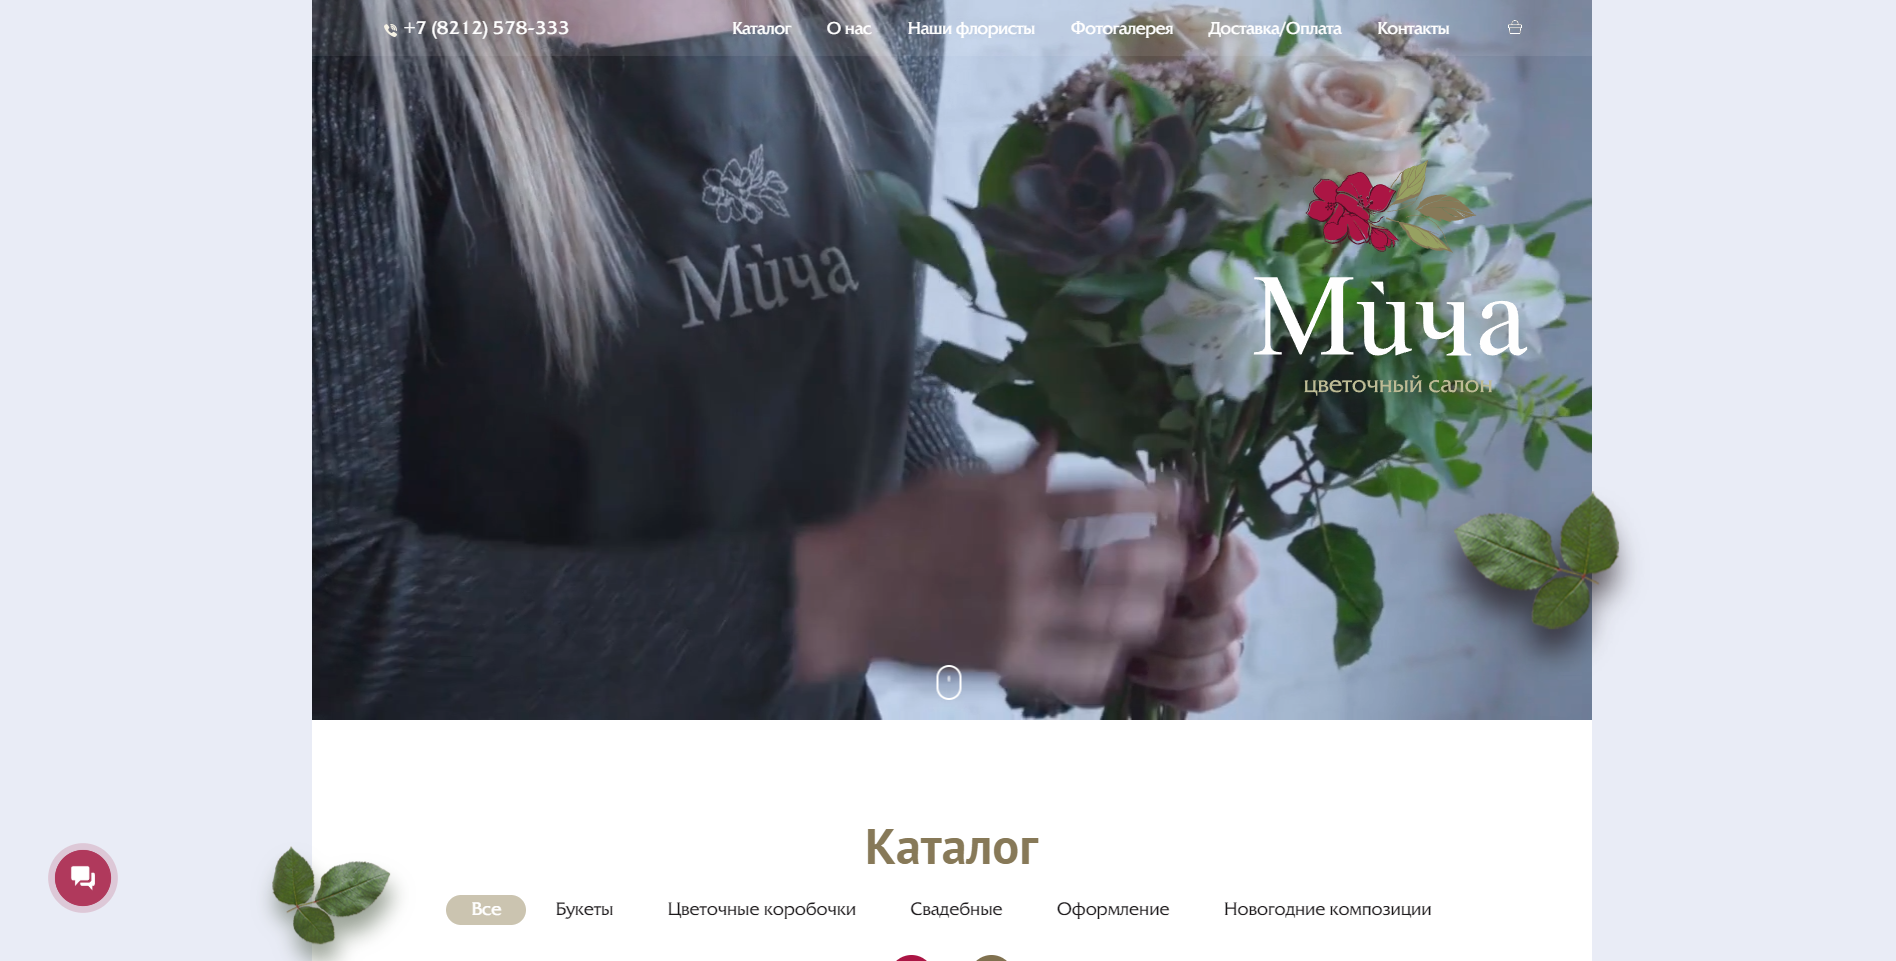 +7 (8212) 578-333
Каталог О нас Наши флористы Фотогалерея Доставка/Оплата Контакты
Мѝча
Мѝча
цветочный салон
Каталог
Все Букеты Цветочные коробочки Свадебные Оформление Новогодние композиции